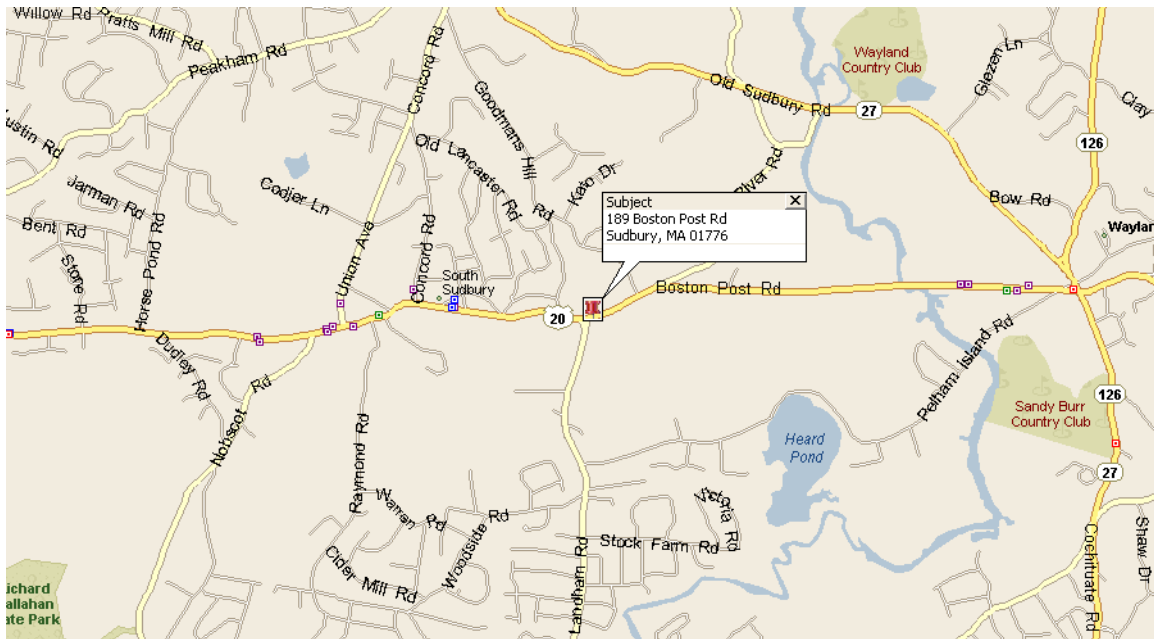 Willow Rd
Pratts Mill Rd
Peakham Rd
Concord Rd
Goodmans Hill Rd
Old Lancaster Rd
Kato Dr
Wayland
Country Club
Glezen Ln
Clay
Old Sudbury Rd
27
126
ustin Rd
Jarman Rd
Bent Rd
Stone Rd
Horse Pond Rd
Codjer Ln
Union Ave
Concord Rd
South
Sudbury
Subject
189 Boston Post Rd
Sudbury, MA 01776
River Rd
Bow Rd
Waylan
Boston Post Rd
20
Dudley Rd
Nobscot Rd
Raymond Rd
Pelham Island Rd
Sandy Burr
Country Club
126
Heard
Pond
27
Warren Rd
Woodside Rd
Cider Mill Rd
Victoria Rd
Stock Farm Rd
Landham Rd
Cochituate Rd
Shaw Dr
ichard
allahan
ate Park